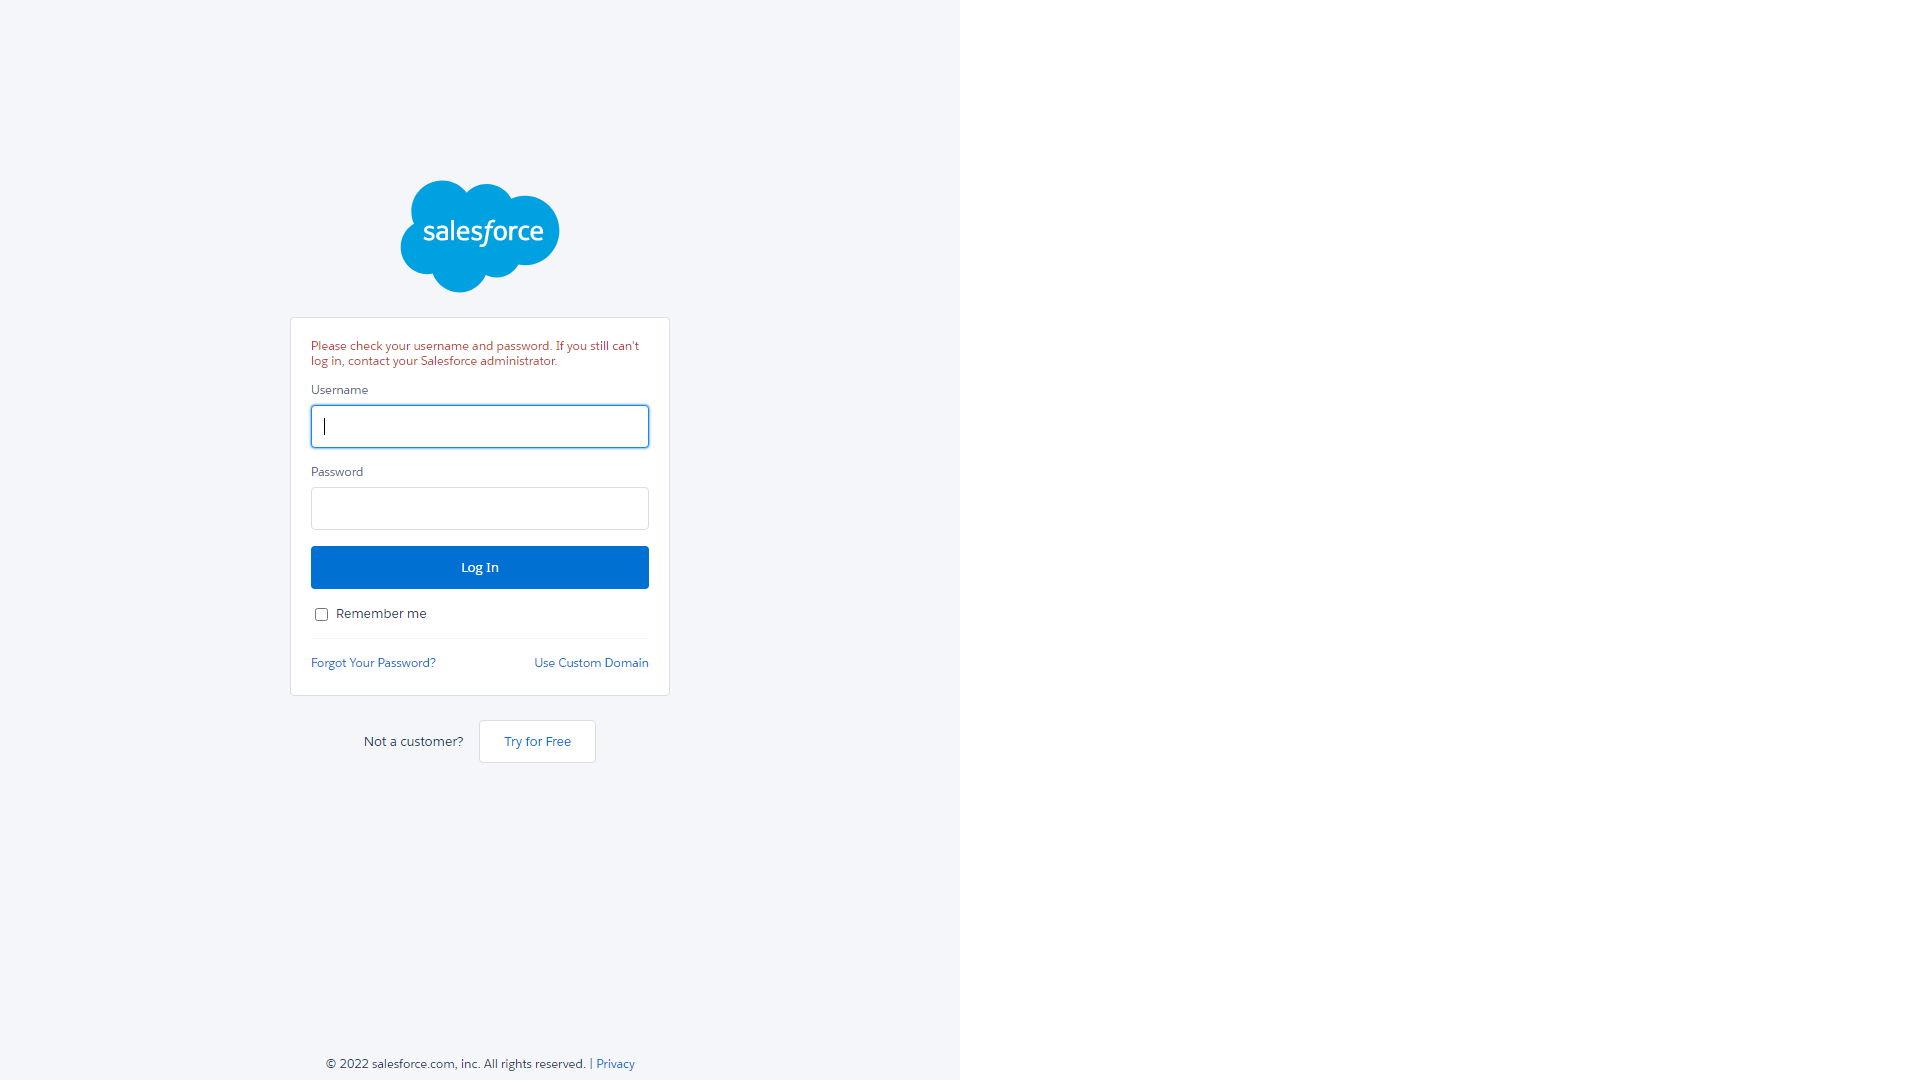 salesforce
Please check your username and password. If you still can't
log in, contact your Salesforce administrator.
Username
Password
Log In
Remember me
Forgot Your Password? Use Custom Domain
Not a customer? Try for Free
© 2022 salesforce.com, inc. All rights reserved. | Privacy